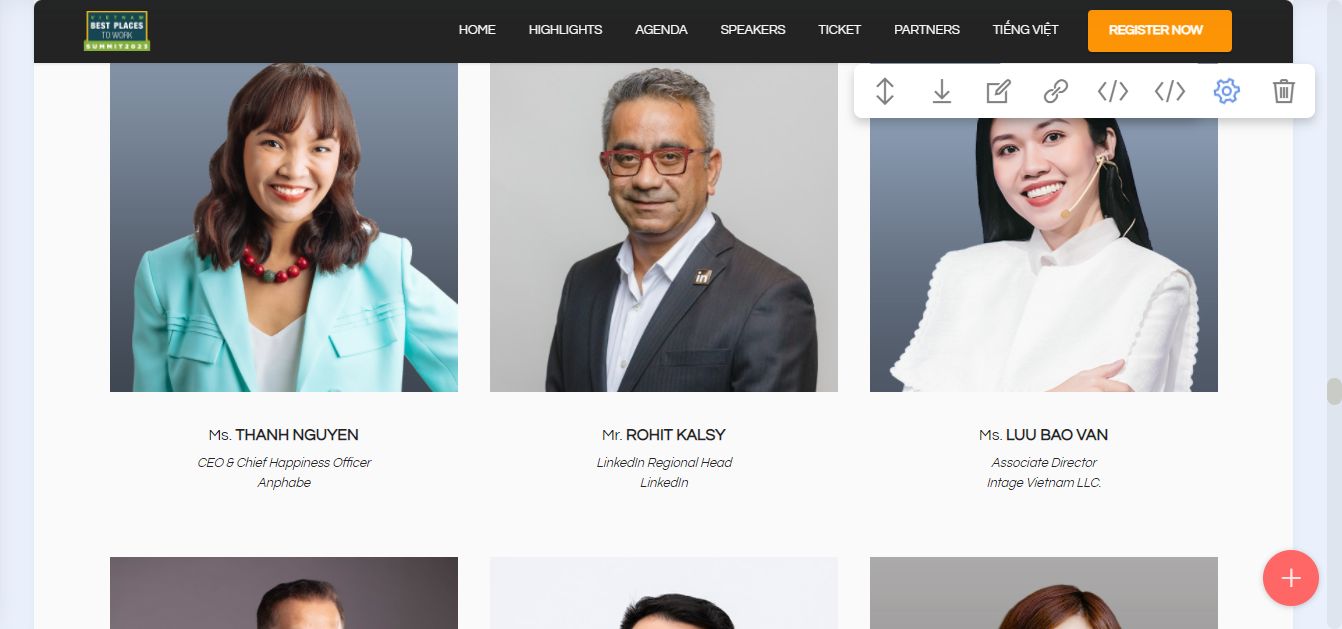 VIETNAM
BEST PLACES
TO WORK
SUMMIT2023
HOME
HIGHLIGHTS
AGENDA
SPEAKERS
TICKET
PARTNERS
TIẾNG VIỆT
REGISTER NOW
in
Ms. THANH NGUYEN
CEO & Chief Happiness Officer
Anphabe
Mr. ROHIT KALSY
LinkedIn Regional Head
LinkedIn
Ms. LUU BAO VAN
Associate Director
Intage Vietnam LLC.